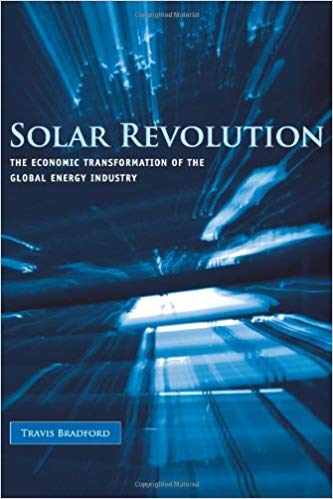 SOLAR REVOLUTION
THE ECONOMIC TRANSFORMATION OF THE
GLOBAL ENERGY INDUSTRY
TRAVIS BRADFORD